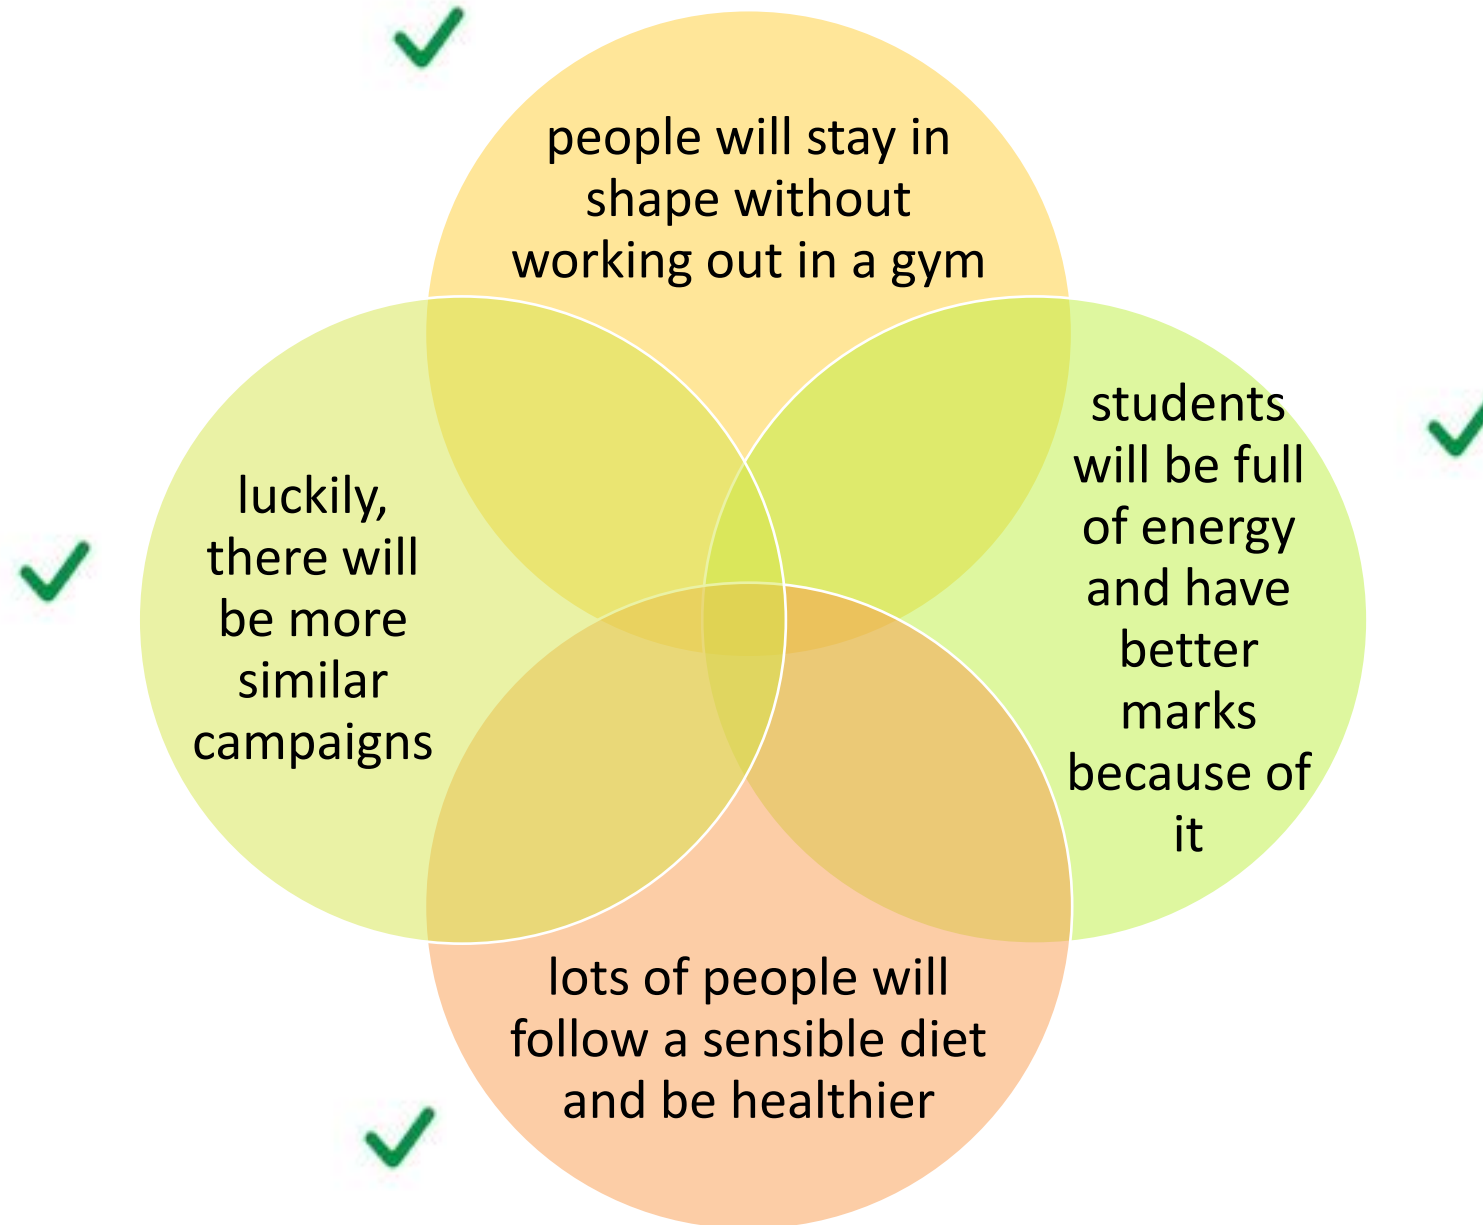 people will stay in
shape without
working out in a gym
students
will be full
of energy
and have
better
marks
because of
it
lots of people will
follow a sensible diet
and be healthier
luckily,
there will
be more
similar
campaigns